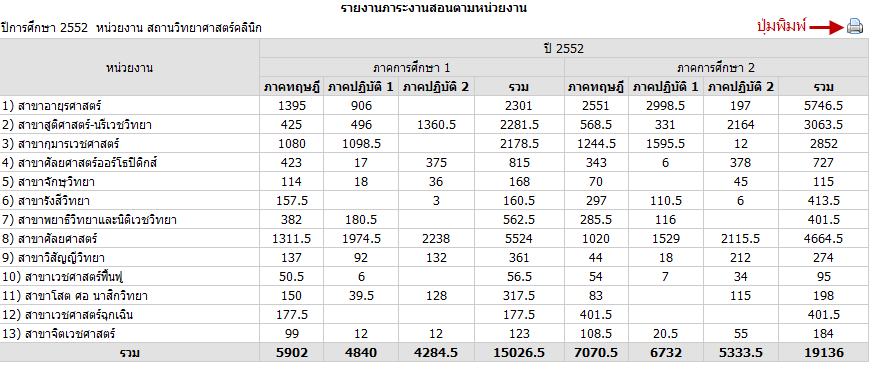 รายงานภาระงานสอนตามหน่วยงาน
ปีการศึกษา 2552 หน่วยงาน สถานวิทยาศาสตร์คลินิก ปุ่มพิมพ์
หน่วยงาน ปี 2552
ภาคการศึกษา 1 ภาคการศึกษา 2
ภาคทฤษฎี ภาคปฏิบัติ 1 ภาคปฏิบัติ 2 รวม ภาคทฤษฎี ภาคปฏิบัติ 1 ภาคปฏิบัติ 2 รวม
1) สาขาอายุรศาสตร์ 1395 906 2301 2551 2998.5 197 5746.5
2) สาขาสูติศาสตร์-นรีเวชวิทยา 425 496 1360.5 2281.5 568.5 331 2164 3063.5
3) สาขากุมารเวชศาสตร์ 1080 1098.5 2178.5 1244.5 1595.5 12 2852
4) สาขาศัลยศาสตร์ออร์โธปิดิกส์ 423 17 375 815 343 6 378 727
5) สาขาจักษุวิทยา 114 18 36 168 70 45 115
6) สาขารังสีวิทยา 157.5 3 160.5 297 110.5 6 413.5
7) สาขาพยาธิวิทยาและนิติเวชวิทยา 382 180.5 562.5 285.5 116 401.5
8) สาขาศัลยศาสตร์ 1311.5 1974.5 2238 5524 1020 1529 2115.5 4664.5
9) สาขาวิสัญญีวิทยา 137 92 132 361 44 18 212 274
10) สาขาเวชศาสตร์ฟื้นฟู 50.5 6 56.5 54 7 34 95
11) สาขาโสต ศอ นาสิกวิทยา 150 39.5 128 317.5 83 115 198
12) สาขาเวชศาสตร์ฉุกเฉิน 177.5 177.5 401.5 401.5
13) สาขาจิตเวชศาสตร์ 99 12 12 123 108.5 20.5 55 184
รวม 5902 4840 4284.5 15026.5 7070.5 6732 5333.5 19136